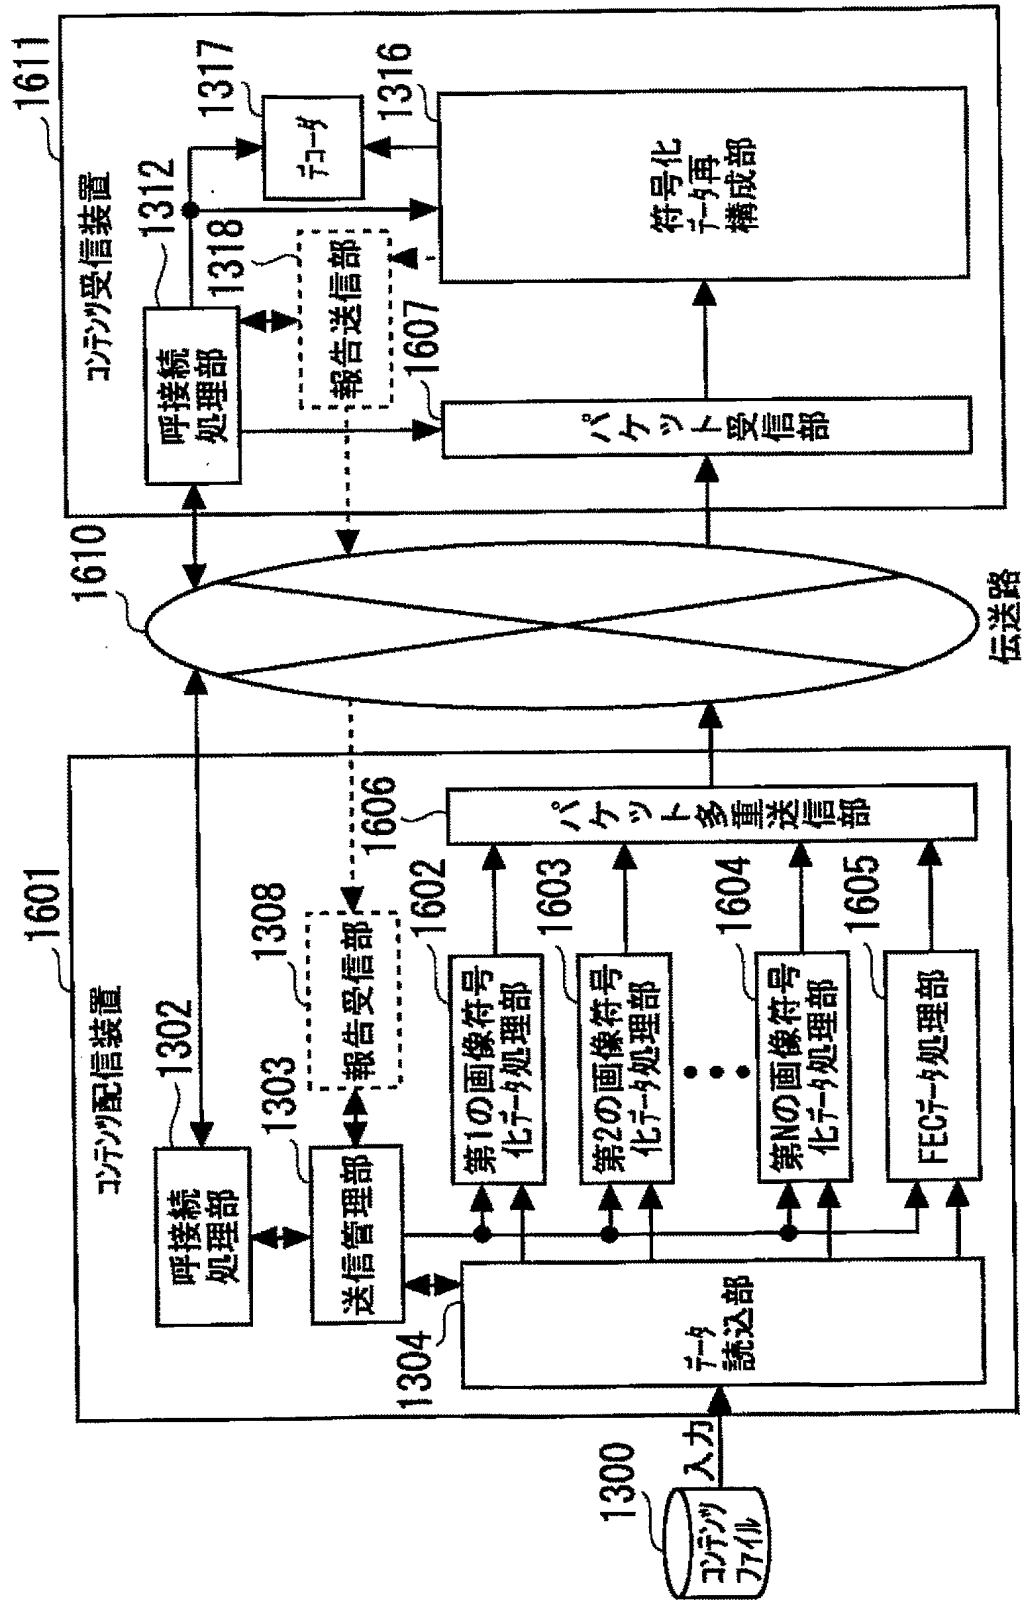 1601
コンテンツ配信装置
1302
呼接続
処理部
1303
送信管理部
1308
報告受信部
1304
データ
読込部
1300
コンテンツ
ファイル
入力
1602
第1の画像符号
化データ処理部
1603
第2の画像符号
化データ処理部
1604
第Nの画像符号
化データ処理部
1605
FECデータ処理部
1606
パケット多重送信部
1610
伝送路
1611
コンテンツ受信装置
1312
呼接続
処理部
1318
報告送信部
1317
デコーダ
1607
パケット受信部
1316
符号化
データ再
構成部